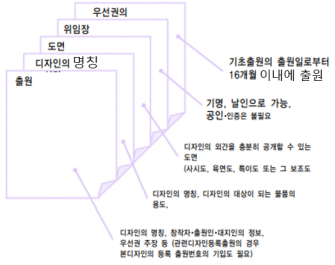 우선권의
위임장
도면
디자인의 명칭
출원
기초출원의 출원일로부터
16개월 이내에 출원
기명, 날인으로 가능.
공인-인증은 불필요
디자인의 외간을 충분히 공개할 수 있는
도면
(사시도, 육면도, 특이도 또는 그 보조도
디자인의 명칭, 디자인의 대상이 되는 물품의
용도.
디자인의 명칭, 창작자•출원인•대지인의 정보,
우선권 주장 등 (관련디자인등록출원의 경우
본디자인의 등록 출원번호의 기입도 필요)